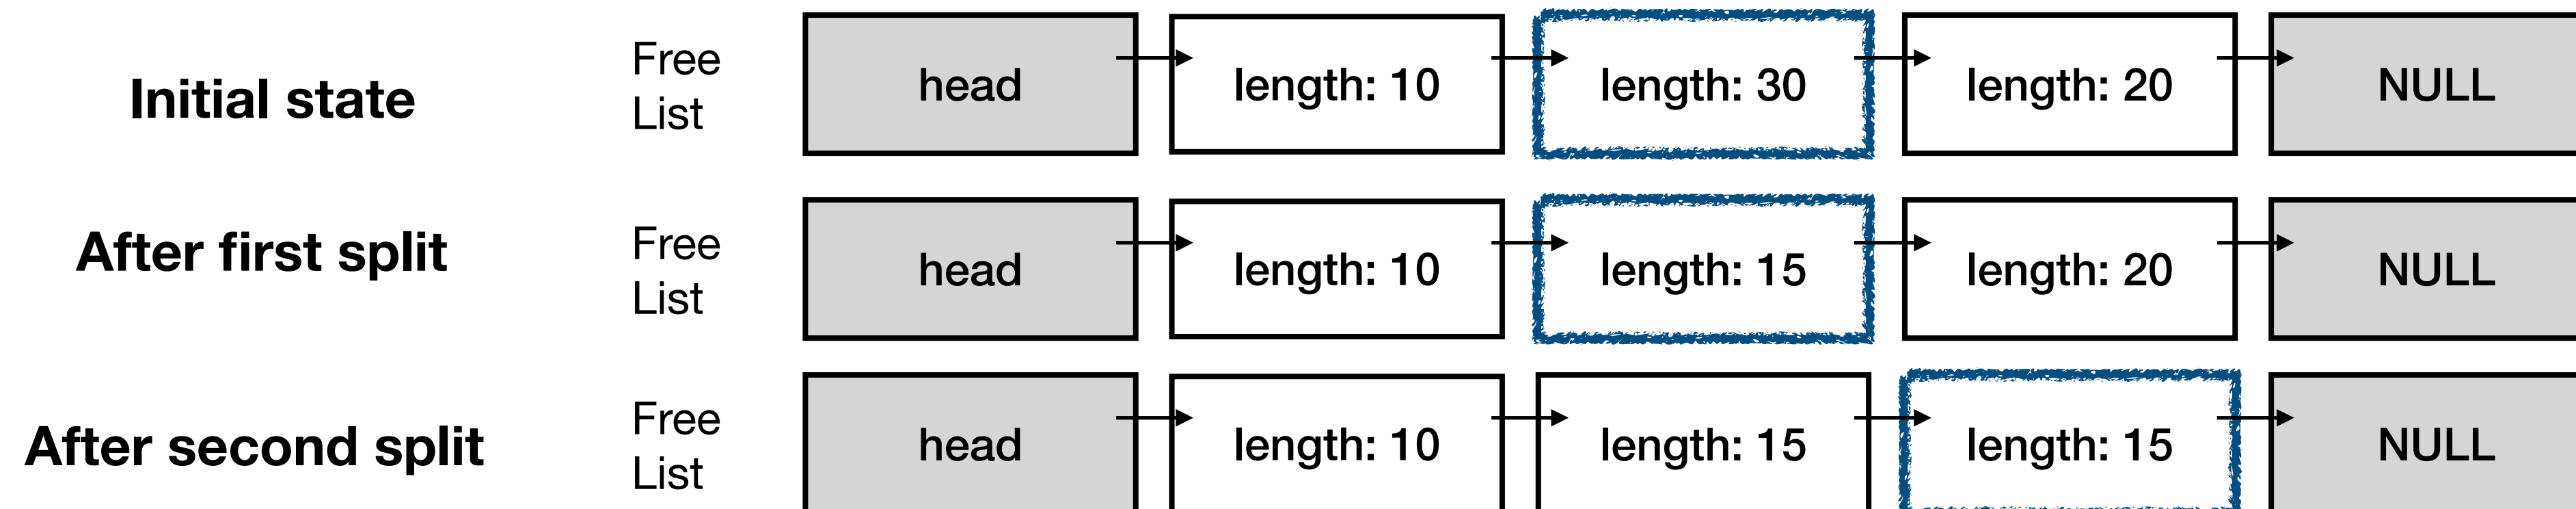 Initial state
Free
List
head
length: 10
length: 30
length: 20
NULL
After first split
Free
List
head
length: 10
length: 15
length: 20
NULL
After second split
Free
List
head
length: 10
length: 15
length: 15
NULL